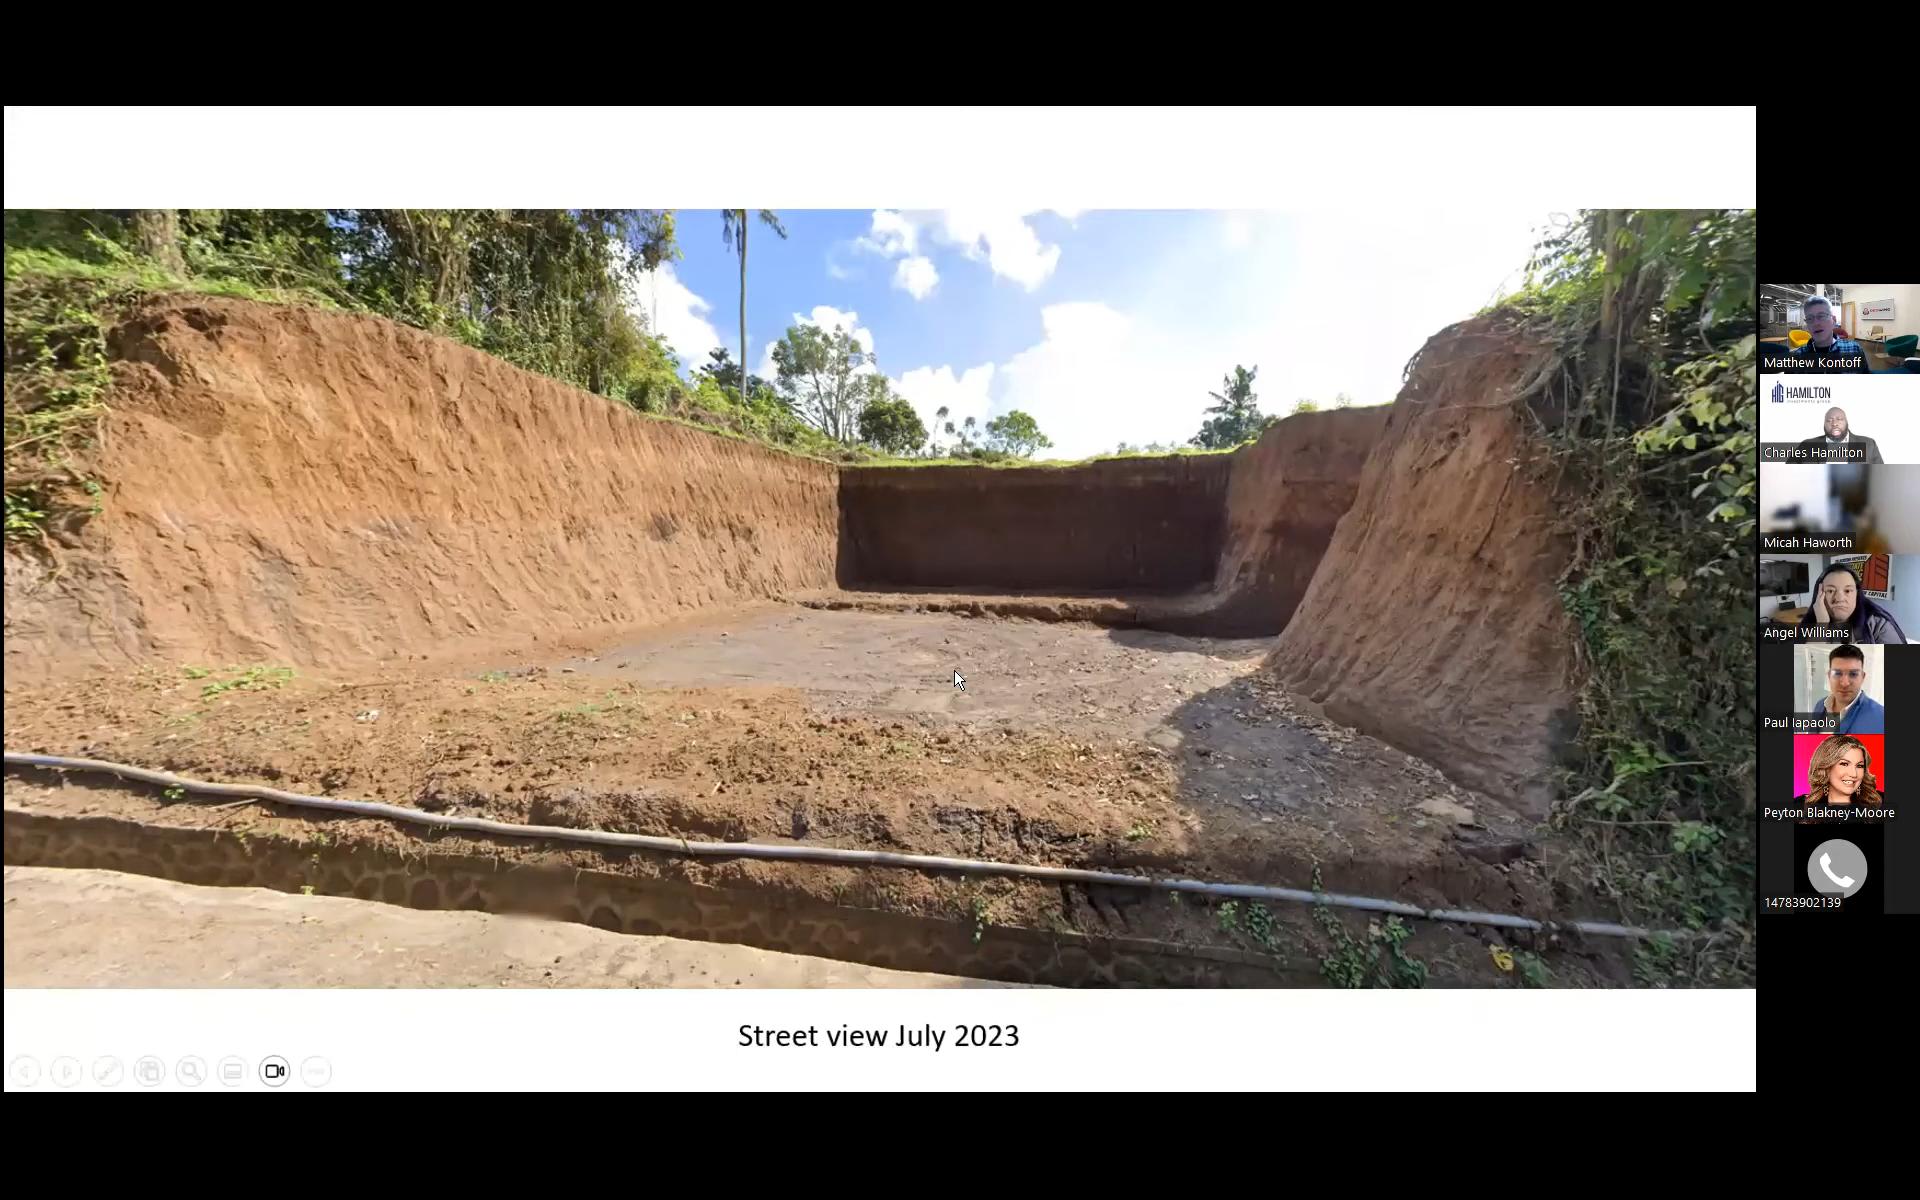 Street view July 2023
Matthew Kontoff
HAMILTON
Charles Hamilton
Micah Haworth
Angel Williams
Paul Iapaolo
Peyton Blakney-Moore
14783902139